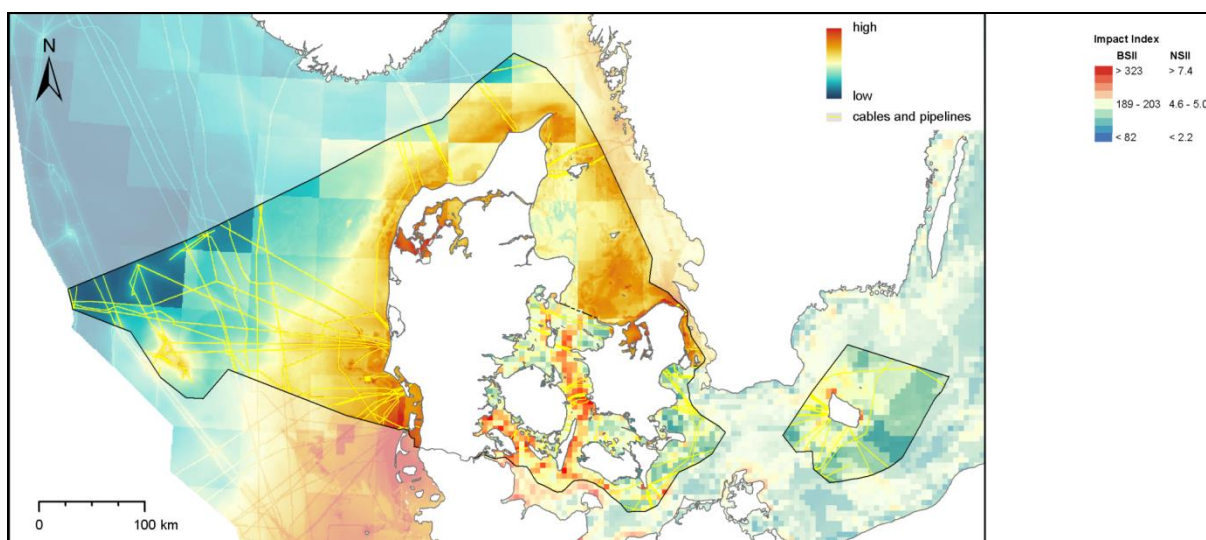 N
high
low
cables and pipelines
0 100 km
Impact Index
BSII NSII
> 323 > 7.4
189 - 203 4.6 - 5.0
< 82 < 2.2